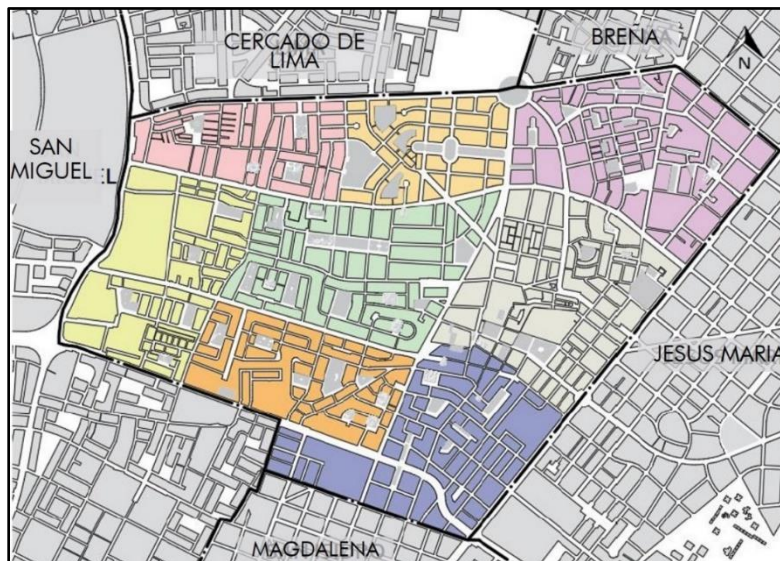 CERCADO DE
LIMA
BREÑA
N
SAN
MIGUEL
JESUS MARIA
MAGDALENA